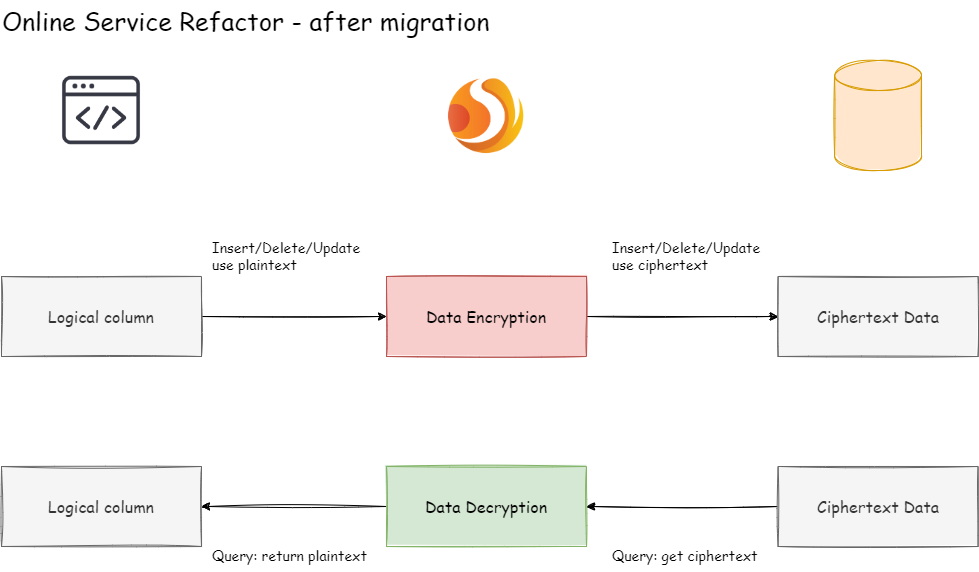 Online Service Refactor - after migration
</>
Insert/Delete/Update
use plaintext
Insert/Delete/Update
use ciphertext
Logical column
Data Encryption
Ciphertext Data
Logical column
Data Decryption
Ciphertext Data
Query: return plaintext
Query: get ciphertext